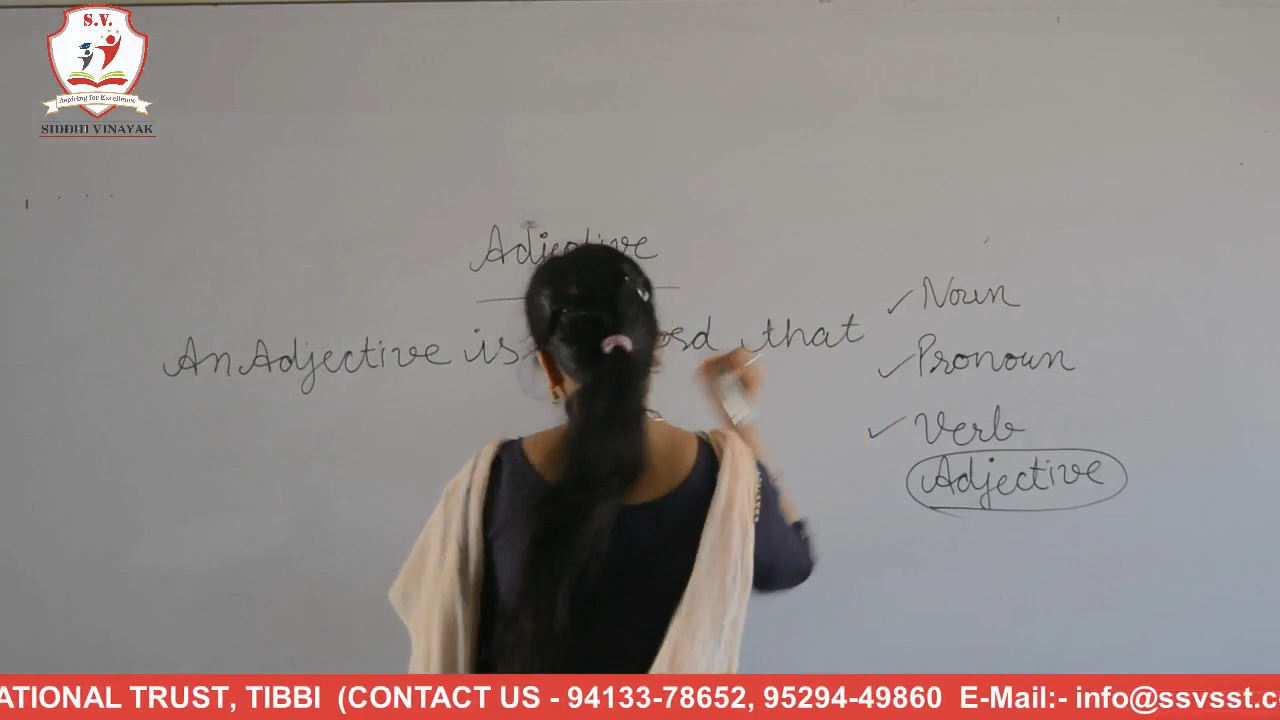 S.V.
Aspiring for Excellence
SIDDHI VINAYAK
Adjective
An Adjective is that
✓ Noun
✓ Pronoun
✓ Verb
Adjective
ATIONAL TRUST, TIBBI (CONTACT US - 94133-78652, 95294-49860 E-Mail:- info@ssvsst.c